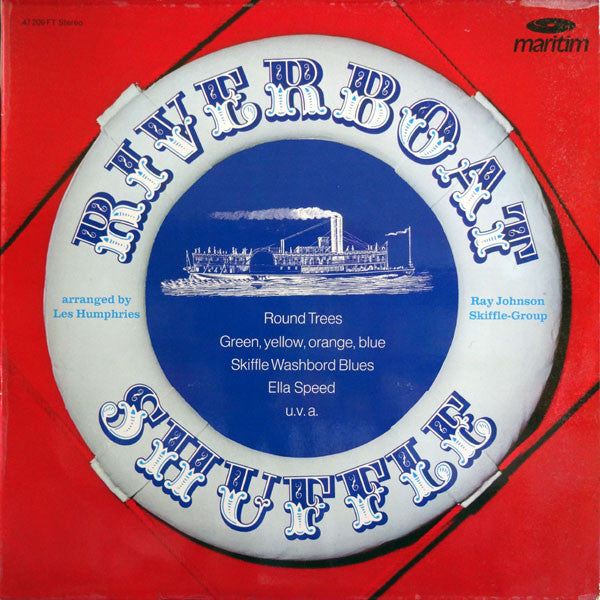 47 209 FT Stereo
maritim
RIVERBOAT
arranged by
Les Humphries
Ray Johnson
Skiffle-Group
Round Trees
Green, yellow, orange, blue
Skiffle Washbord Blues
Ella Speed
u.v.a.
SHUFFLE